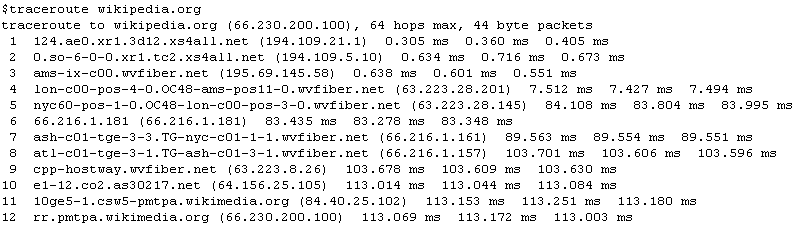 $traceroute wikipedia.org
traceroute to wikipedia.org (66.230.200.100), 64 hops max, 44 byte packets
1 124.ae0.xr1.3d12.xs4all.net (194.109.21.1) 0.305 ms 0.360 ms 0.405 ms
2 0.so-6-0-0.xr1.tc2.xs4all.net (194.109.5.10) 0.634 ms 0.716 ms 0.673 ms
3 ams-ix-c00.wvfiber.net (195.69.145.58) 0.638 ms 0.601 ms 0.551 ms
4 lon-c00-pos-4-0.OC48-ams-pos11-0.wvfiber.net (63.223.28.201) 7.512 ms 7.427 ms 7.494 ms
5 nyc60-pos-1-0.OC48-lon-c00-pos-3-0.wvfiber.net (63.223.28.145) 84.108 ms 83.804 ms 83.995 ms
6 66.216.1.181 (66.216.1.181) 83.435 ms 83.278 ms 83.348 ms
7 ash-c01-tge-3-3.TG-nyc-c01-1-1.wvfiber.net (66.216.1.161) 89.563 ms 89.554 ms 89.551 ms
8 atl-c01-tge-3-1.TG-ash-c01-3-1.wvfiber.net (66.216.1.157) 103.701 ms 103.606 ms 103.596 ms
9 cpp-hostway.wvfiber.net (63.223.8.26) 103.678 ms 103.609 ms 103.630 ms
10 e1-12.co2.as30217.net (64.156.25.105) 113.014 ms 113.044 ms 113.084 ms
11 10ge5-1.csw5-pmtpa.wikimedia.org (84.40.25.102) 113.153 ms 113.251 ms 113.180 ms
12 rr.pmtpa.wikimedia.org (66.230.200.100) 113.069 ms 113.172 ms 113.003 ms